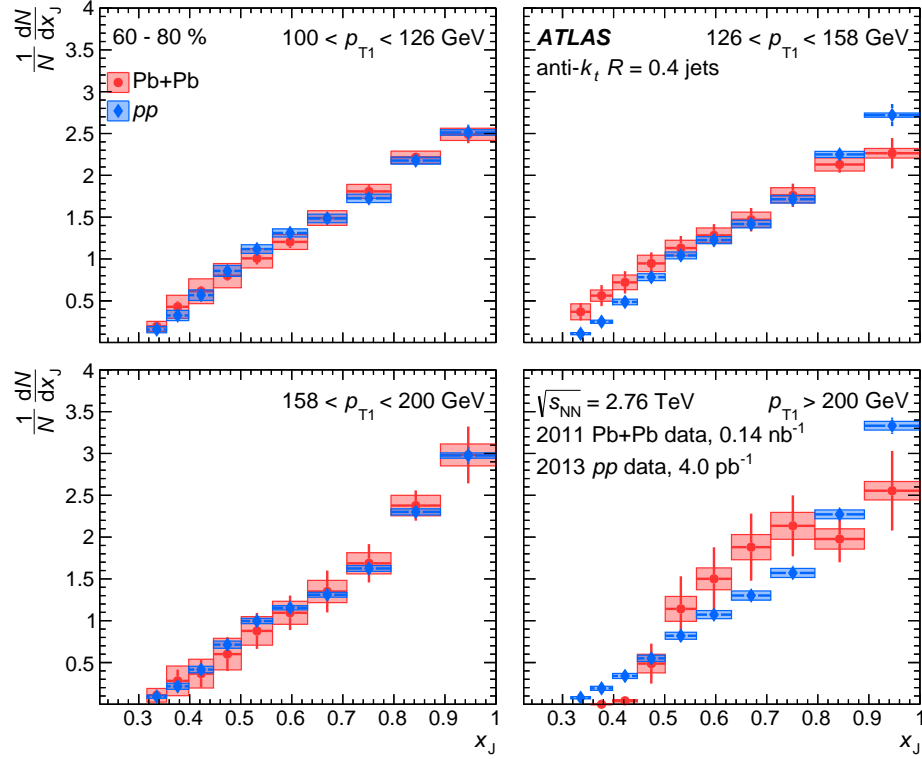 4
3.5
3
2.5
2
1.5
1
0.5
1/N dN/dx_J
60 - 80 %
100 < p_T1 < 126 GeV
Pb+Pb
pp
ATLAS
126 < p_T1 < 158 GeV
anti-k_t R = 0.4 jets
4
3.5
3
2.5
2
1.5
1
0.5
1/N dN/dx_J
158 < p_T1 < 200 GeV
0.3 0.4 0.5 0.6 0.7 0.8 0.9 1
x_J
√s_NN = 2.76 TeV
p_T1 > 200 GeV
2011 Pb+Pb data, 0.14 nb⁻¹
2013 pp data, 4.0 pb⁻¹
0.3 0.4 0.5 0.6 0.7 0.8 0.9 1
x_J